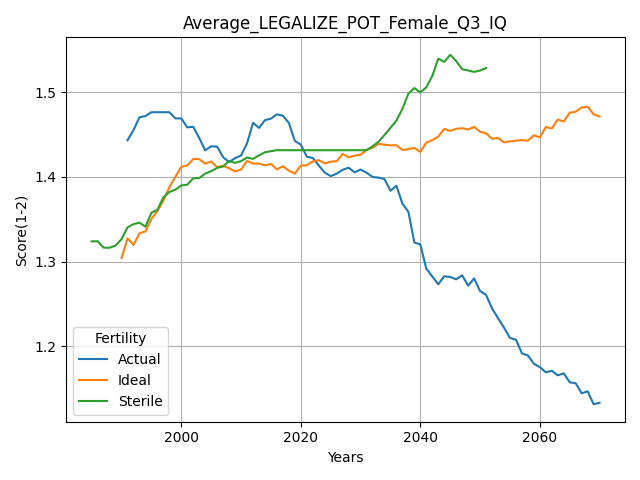 Average_LEGALIZE_POT_Female_Q3_IQ
Score(1-2)
1.5
1.4
1.3
1.2
Fertility
Actual
Ideal
Sterile
2000
2020
2040
2060
Years